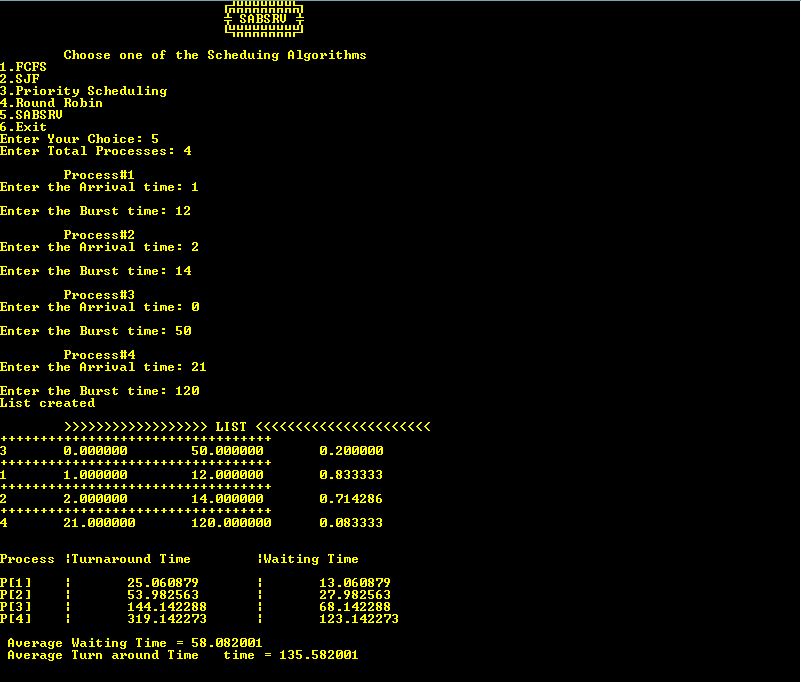 SABSRV
Choose one of the Scheduing Algorithms
1.FCFS
2.SJF
3.Priority Scheduling
4.Round Robin
5.SABSRV
6.Exit
Enter Your Choice: 5
Enter Total Processes: 4
Process#1
Enter the Arrival time: 1
Enter the Burst time: 12
Process#2
Enter the Arrival time: 2
Enter the Burst time: 14
Process#3
Enter the Arrival time: 0
Enter the Burst time: 50
Process#4
Enter the Arrival time: 21
Enter the Burst time: 120
List created
>>>>>>>>>>>>>>>>>> LIST <<<<<<<<<<<<<<<<<<<<<<
++++++++++++++++++++++++++++++++++
3 0.000000 50.000000 0.200000
++++++++++++++++++++++++++++++++++
1 1.000000 12.000000 0.833333
++++++++++++++++++++++++++++++++++
2 2.000000 14.000000 0.714286
++++++++++++++++++++++++++++++++++
4 21.000000 120.000000 0.083333
Process |Turnaround Time |Waiting Time
P[1] | 25.060879 | 13.060879
P[2] | 53.982563 | 27.982563
P[3] | 144.142288 | 68.142288
P[4] | 319.142273 | 123.142273
Average Waiting Time = 58.082001
Average Turn around Time time = 135.582001